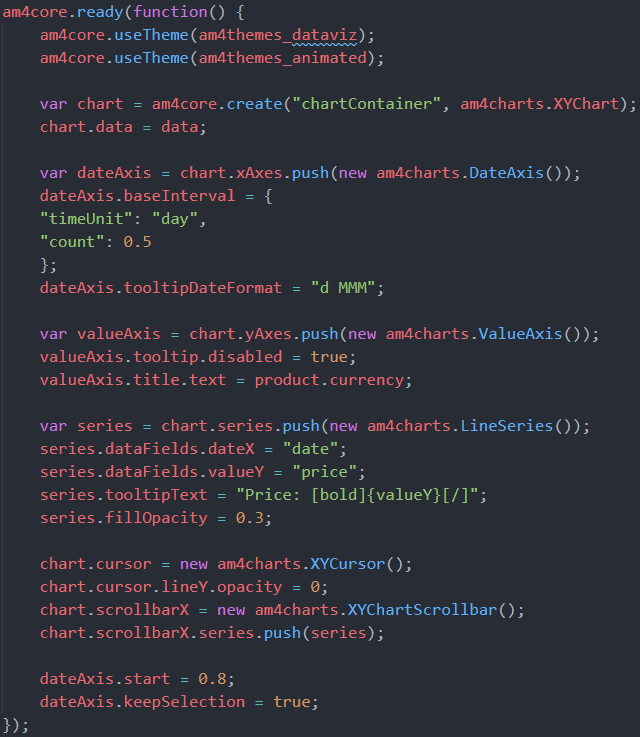 am4core.ready(function() {
    am4core.useTheme(am4themes_dataviz);
    am4core.useTheme(am4themes_animated);

    var chart = am4core.create("chartContainer", am4charts.XYChart);
    chart.data = data;

    var dateAxis = chart.xAxes.push(new am4charts.DateAxis());
    dateAxis.baseInterval = {
    "timeUnit": "day",
    "count": 0.5
    };
    dateAxis.tooltipDateFormat = "d MMM";

    var valueAxis = chart.yAxes.push(new am4charts.ValueAxis());
    valueAxis.tooltip.disabled = true;
    valueAxis.title.text = product.currency;

    var series = chart.series.push(new am4charts.LineSeries());
    series.dataFields.dateX = "date";
    series.dataFields.valueY = "price";
    series.tooltipText = "Price: [bold]{valueY}[/]";
    series.fillOpacity = 0.3;

    chart.cursor = new am4charts.XYCursor();
    chart.cursor.lineY.opacity = 0;
    chart.scrollbarX = new am4charts.XYChartScrollbar();
    chart.scrollbarX.series.push(series);

    dateAxis.start = 0.8;
    dateAxis.keepSelection = true;
});